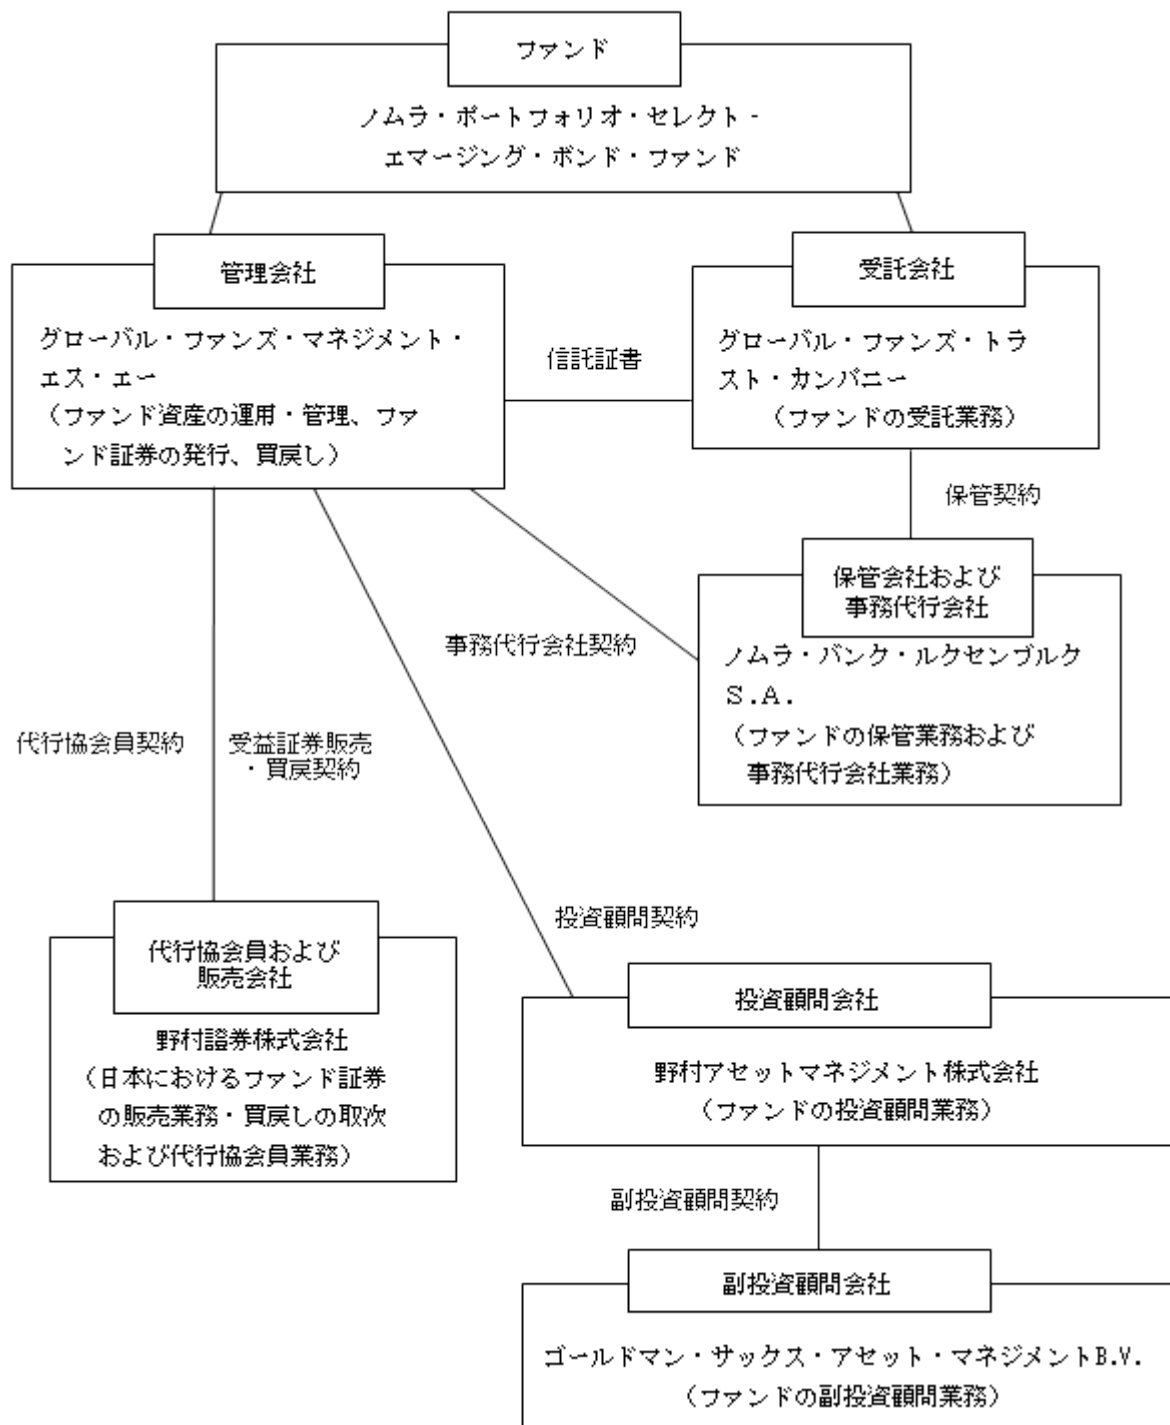 ファンド
ノムラ・ポートフォリオ・セレクト‐
エマージング・ボンド・ファンド
管理会社
グローバル・ファンズ・マネジメント・
エス・エー
（ファンド資産の運用・管理、ファ
ンド証券の発行、買戻し）
信託証書
受託会社
グローバル・ファンズ・トラ
スト・カンパニー
（ファンドの受託業務）
保管契約
保管会社および
事務代行会社
ノムラ・バンク・ルクセンブルク
Ｓ.Ａ.
（ファンドの保管業務および
事務代行会社業務）
事務代行会社契約
代行協会員契約
受益証券販売
・買戻契約
投資顧問契約
代行協会員および
販売会社
野村證券株式会社
（日本におけるファンド証券
の販売業務・買戻しの取次
および代行協会員業務）
投資顧問会社
野村アセットマネジメント株式会社
（ファンドの投資顧問業務）
副投資顧問契約
副投資顧問会社
ゴールドマン・サックス・アセット・マネジメントB.V.
（ファンドの副投資顧問業務）